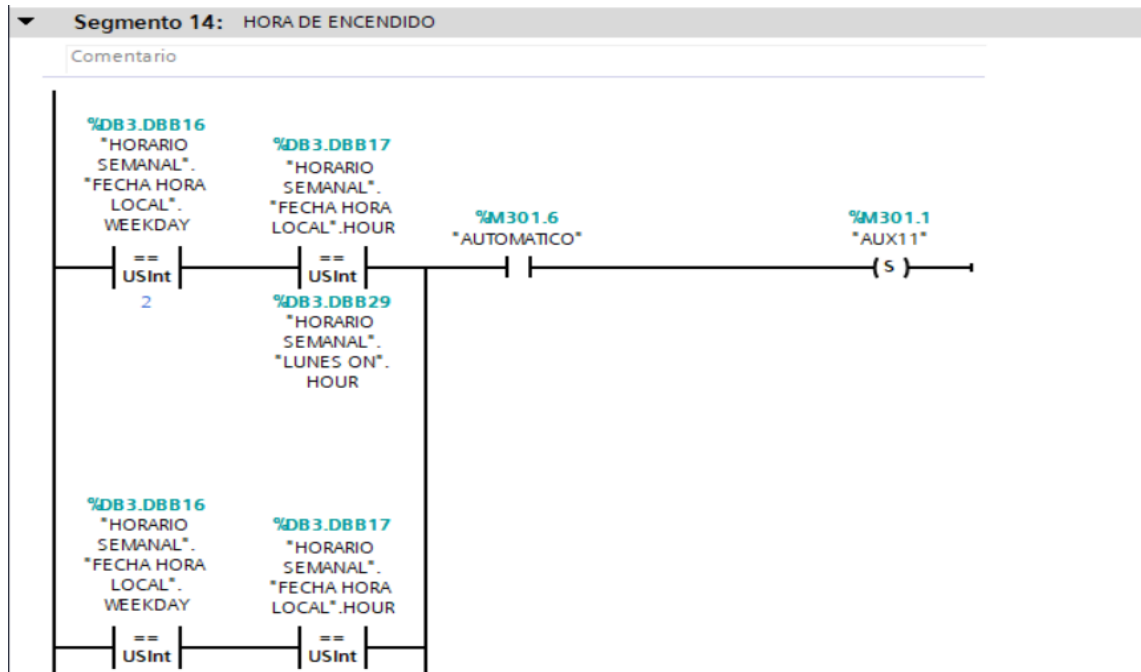 Segmento 14: HORA DE ENCENDIDO
Comentario
%DB3.DBB16
"HORARIO
SEMANAL".
"FECHA HORA
LOCAL".
WEEKDAY
==
USInt
2
%DB3.DBB17
"HORARIO
SEMANAL".
"FECHA HORA
LOCAL".HOUR
==
USInt
%DB3.DBB29
"HORARIO
SEMANAL".
"LUNES ON".
HOUR
%M301.6
"AUTOMATICO"
%M301.1
"AUX11"
S
%DB3.DBB16
"HORARIO
SEMANAL".
"FECHA HORA
LOCAL".
WEEKDAY
==
USInt
%DB3.DBB17
"HORARIO
SEMANAL".
"FECHA HORA
LOCAL".HOUR
==
USInt